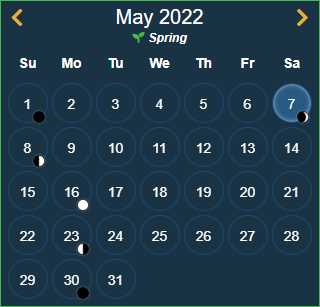 May 2022
Spring
Su Mo Tu We Th Fr Sa
1 2 3 4 5 6 7
8 9 10 11 12 13 14
15 16 17 18 19 20 21
22 23 24 25 26 27 28
29 30 31